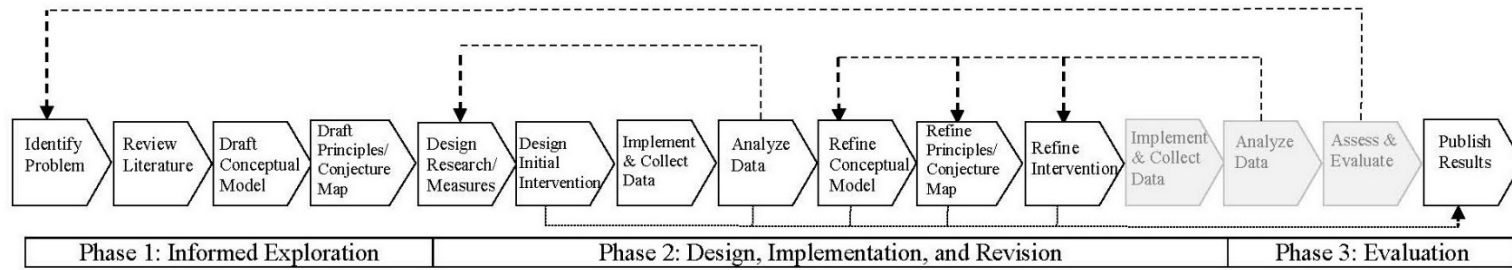 Identify
Problem
Review
Literature
Draft
Conceptual
Model
Draft
Principles/
Conjecture
Map
Design
Research/
Measures
Design
Initial
Intervention
Implement
& Collect
Data
Analyze
Data
Refine
Conceptual
Model
Refine
Principles/
Conjecture
Map
Refine
Intervention
Implement
& Collect
Data
Analyze
Data
Assess &
Evaluate
Publish
Results
Phase 1: Informed Exploration
Phase 2: Design, Implementation, and Revision
Phase 3: Evaluation